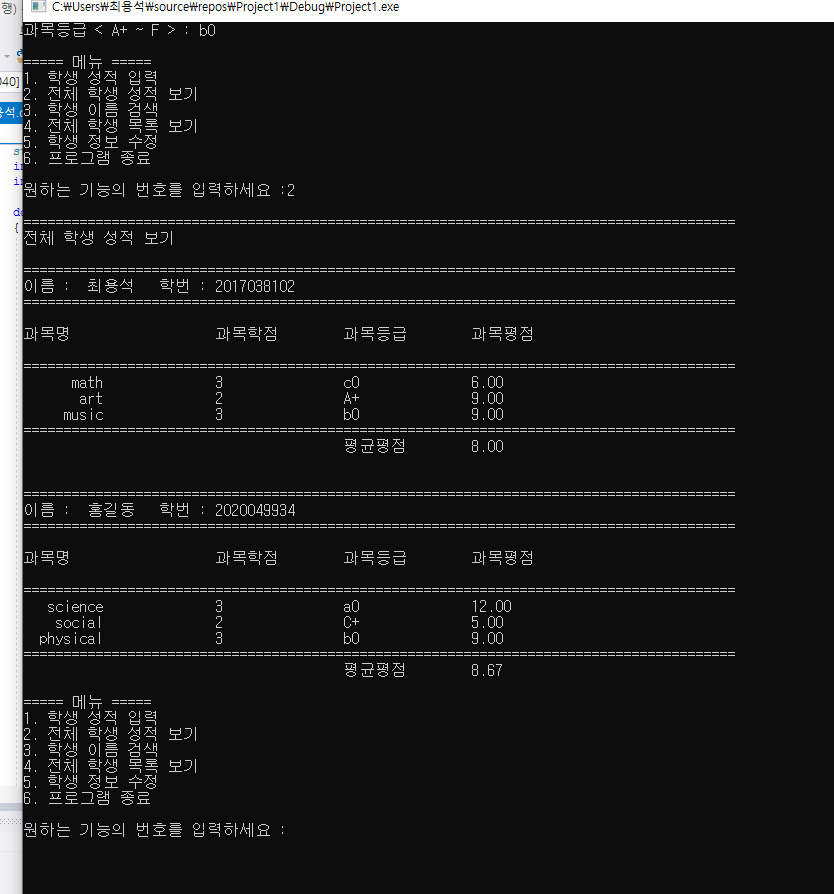 행)
C:\Users\최용석\source\repos\Project1\Debug\Project1.exe
과목등급 < A+ ~ F > : b0
===== 메뉴 =====
1. 학생 성적 입력
2. 전체 학생 성적 보기
3. 학생 이름 검색
4. 전체 학생 목록 보기
5. 학생 정보 수정
6. 프로그램 종료
원하는 기능의 번호를 입력하세요 :2
=========================================================================================
전체 학생 성적 보기
=========================================================================================
이름 : 최용석 학번 : 2017038102
=========================================================================================
과목명 과목학점 과목등급 과목평점
=========================================================================================
math 3 c0 6.00
art 2 A+ 9.00
music 3 b0 9.00
=========================================================================================
평균평점 8.00
=========================================================================================
이름 : 홍길동 학번 : 2020049934
=========================================================================================
과목명 과목학점 과목등급 과목평점
=========================================================================================
science 3 a0 12.00
social 2 C+ 5.00
physical 3 b0 9.00
=========================================================================================
평균평점 8.67
===== 메뉴 =====
1. 학생 성적 입력
2. 전체 학생 성적 보기
3. 학생 이름 검색
4. 전체 학생 목록 보기
5. 학생 정보 수정
6. 프로그램 종료
원하는 기능의 번호를 입력하세요 :